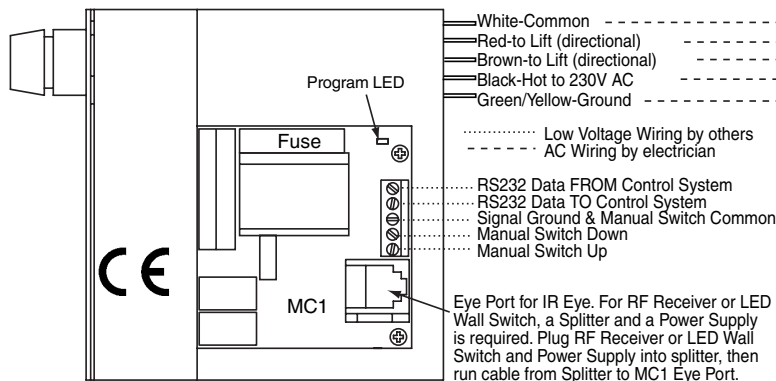 White-Common
Red-to Lift (directional)
Brown-to Lift (directional)
Black-Hot to 230V AC
Green/Yellow-Ground
Program LED
Fuse
Low Voltage Wiring by others
AC Wiring by electrician
RS232 Data FROM Control System
RS232 Data TO Control System
Signal Ground & Manual Switch Common
Manual Switch Down
Manual Switch Up
CE
MC1
Eye Port for IR Eye. For RF Receiver or LED
Wall Switch, a Splitter and a Power Supply
is required. Plug RF Receiver or LED Wall
Switch and Power Supply into splitter, then
run cable from Splitter to MC1 Eye Port.